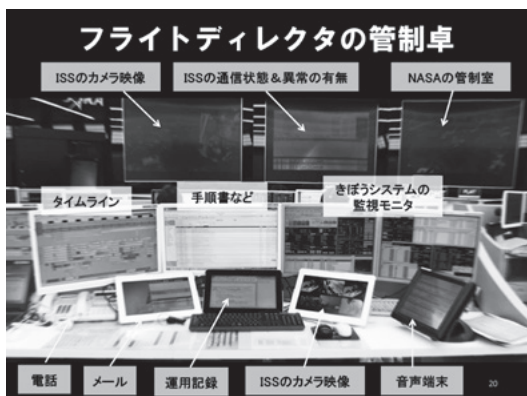 フライトディレクタの管制卓
ISSのカメラ映像
ISSの通信状態＆異常の有無
NASAの管制室
タイムライン
手順書など
きぼうシステムの
監視モニタ
電話
メール
運用記録
ISSのカメラ映像
音声端末
20